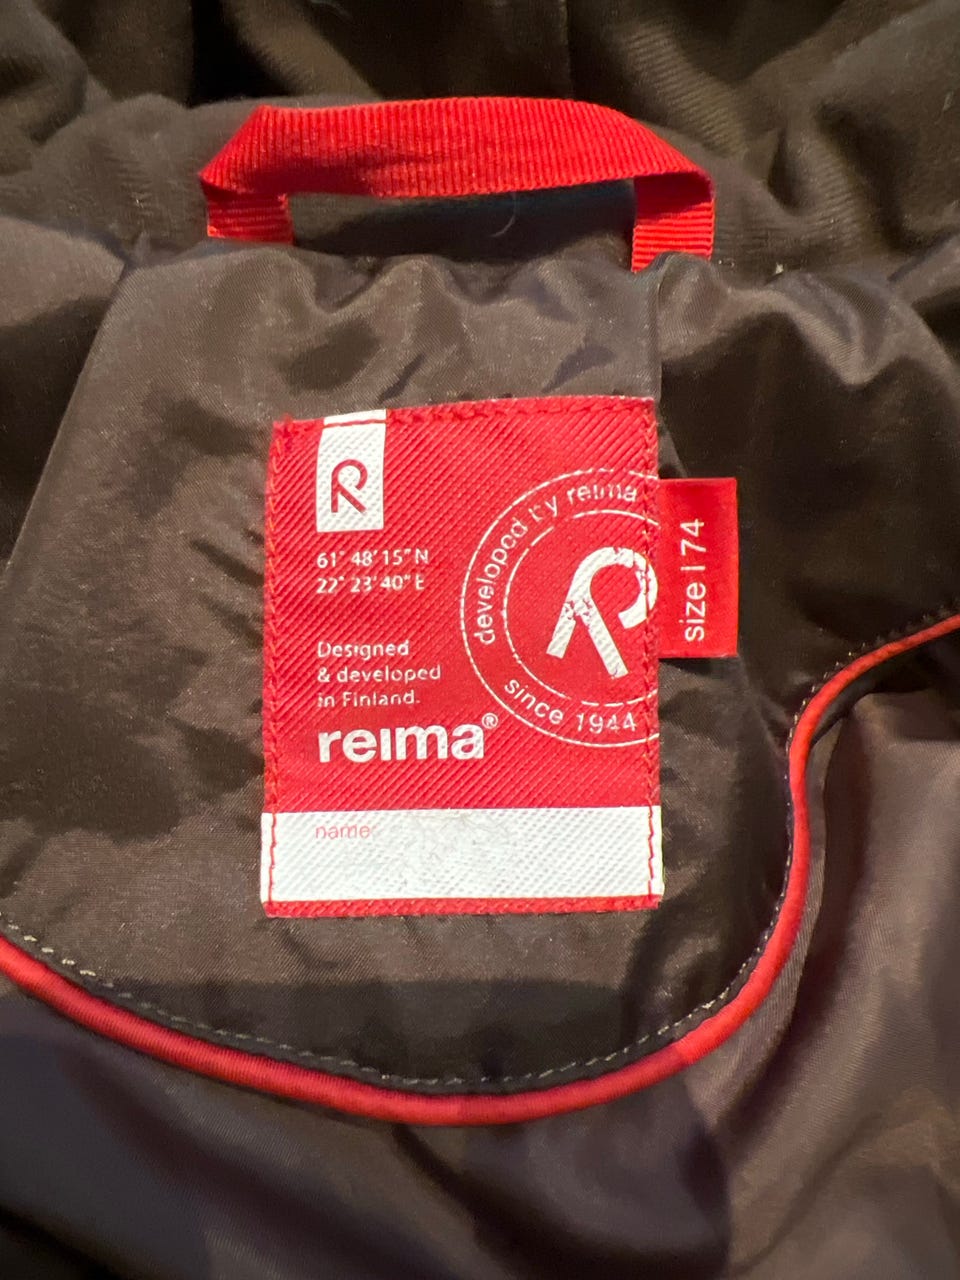 R
61° 48' 15" N
22° 23' 40" E
Designed
& developed
in Finland.
reima®
developed by reima
R
since 1944
size | 74
name: